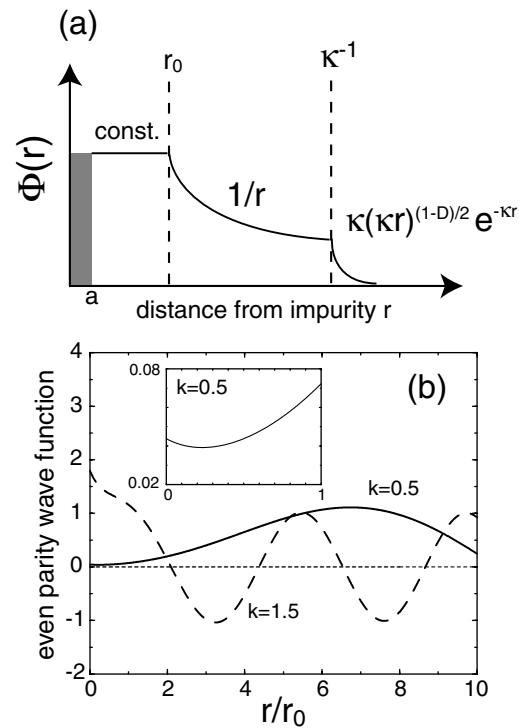 (a)
r₀
κ⁻¹
const.
Φ(r)
1/r
κ(κr)^(1-D)/2 e^-κr
a
distance from impurity r
4
3
2
1
0
-1
-2
even parity wave function
(b)
0.08
k=0.5
0.02
0
1
k=0.5
k=1.5
0 2 4 6 8 10
r/r₀